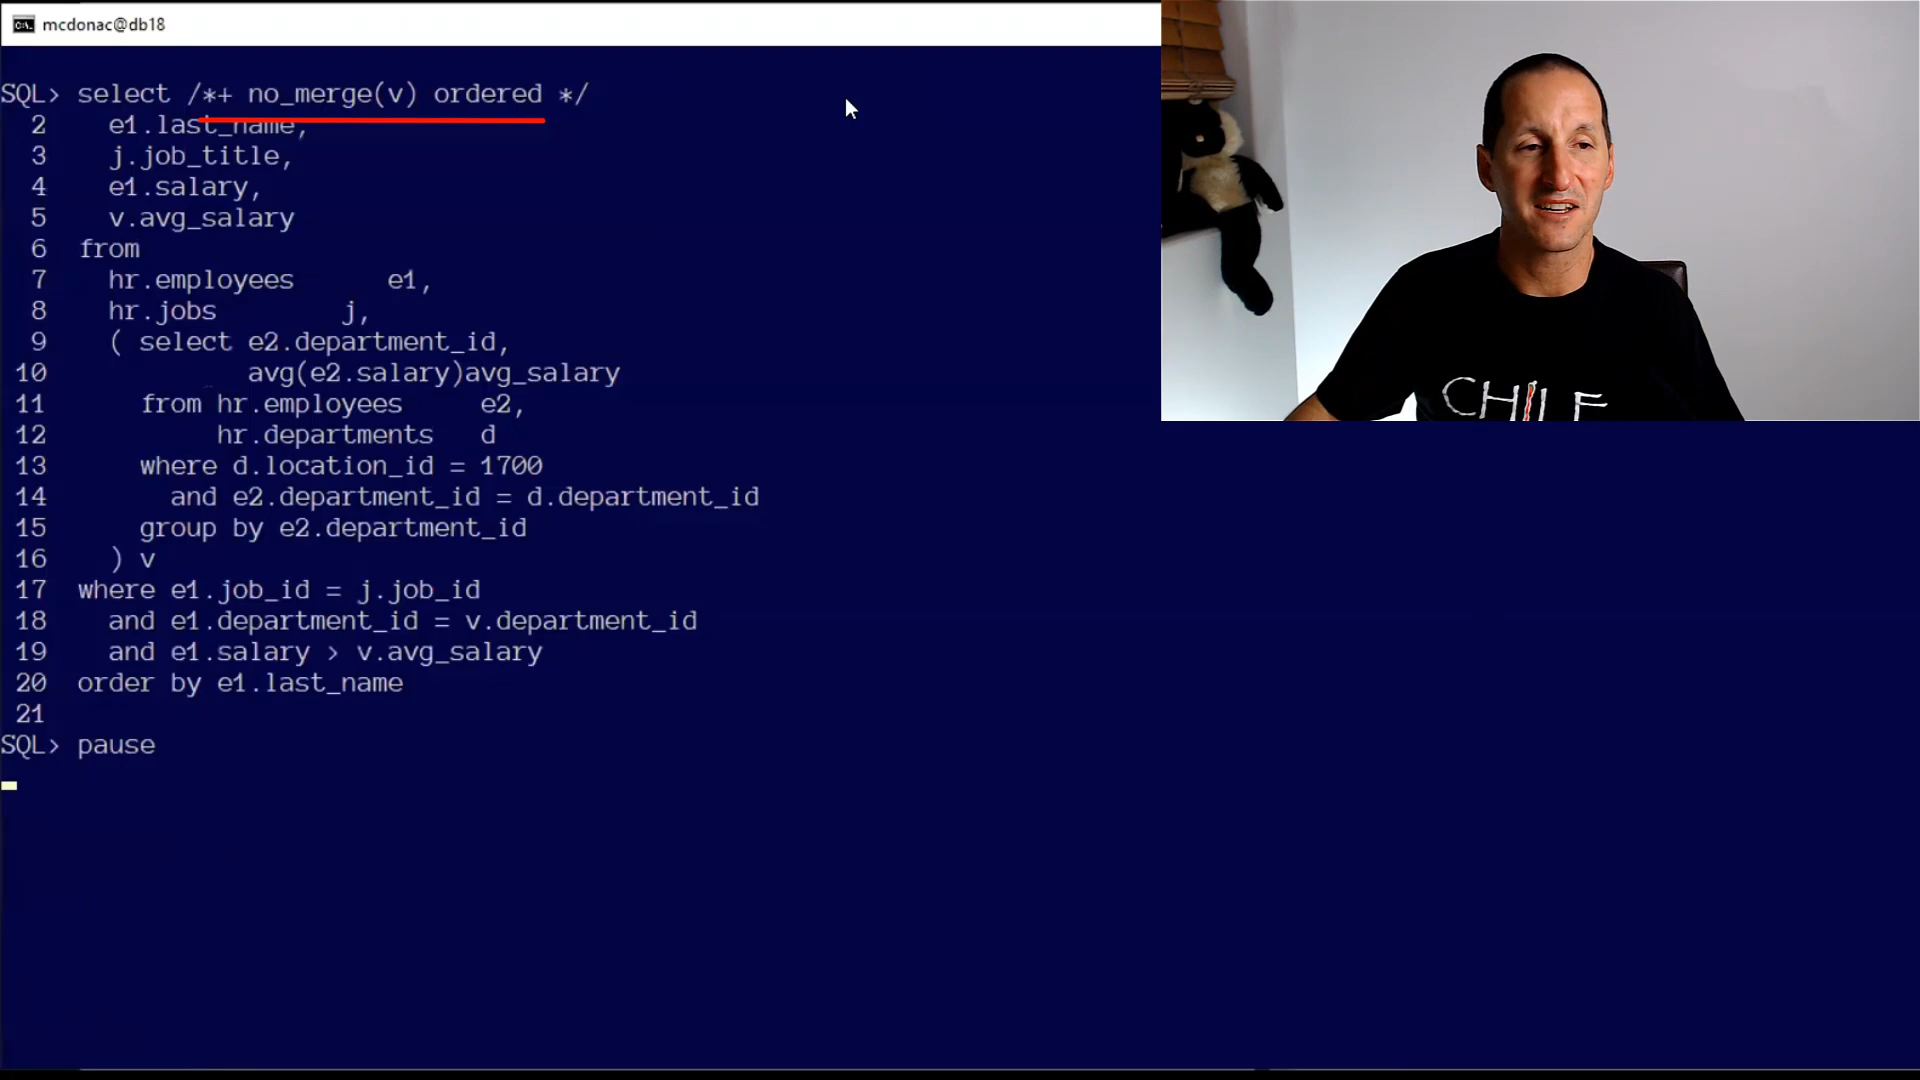 mcdonac@db18
SQL> select /*+ no_merge(v) ordered */
2 e1.last_name,
3 j.job_title,
4 e1.salary,
5 v.avg_salary
6 from
7 hr.employees e1,
8 hr.jobs j,
9 ( select e2.department_id,
10 avg(e2.salary)avg_salary
11 from hr.employees e2,
12 hr.departments d
13 where d.location_id = 1700
14 and e2.department_id = d.department_id
15 group by e2.department_id
16 ) v
17 where e1.job_id = j.job_id
18 and e1.department_id = v.department_id
19 and e1.salary > v.avg_salary
20 order by e1.last_name
21
SQL> pause
CHILE